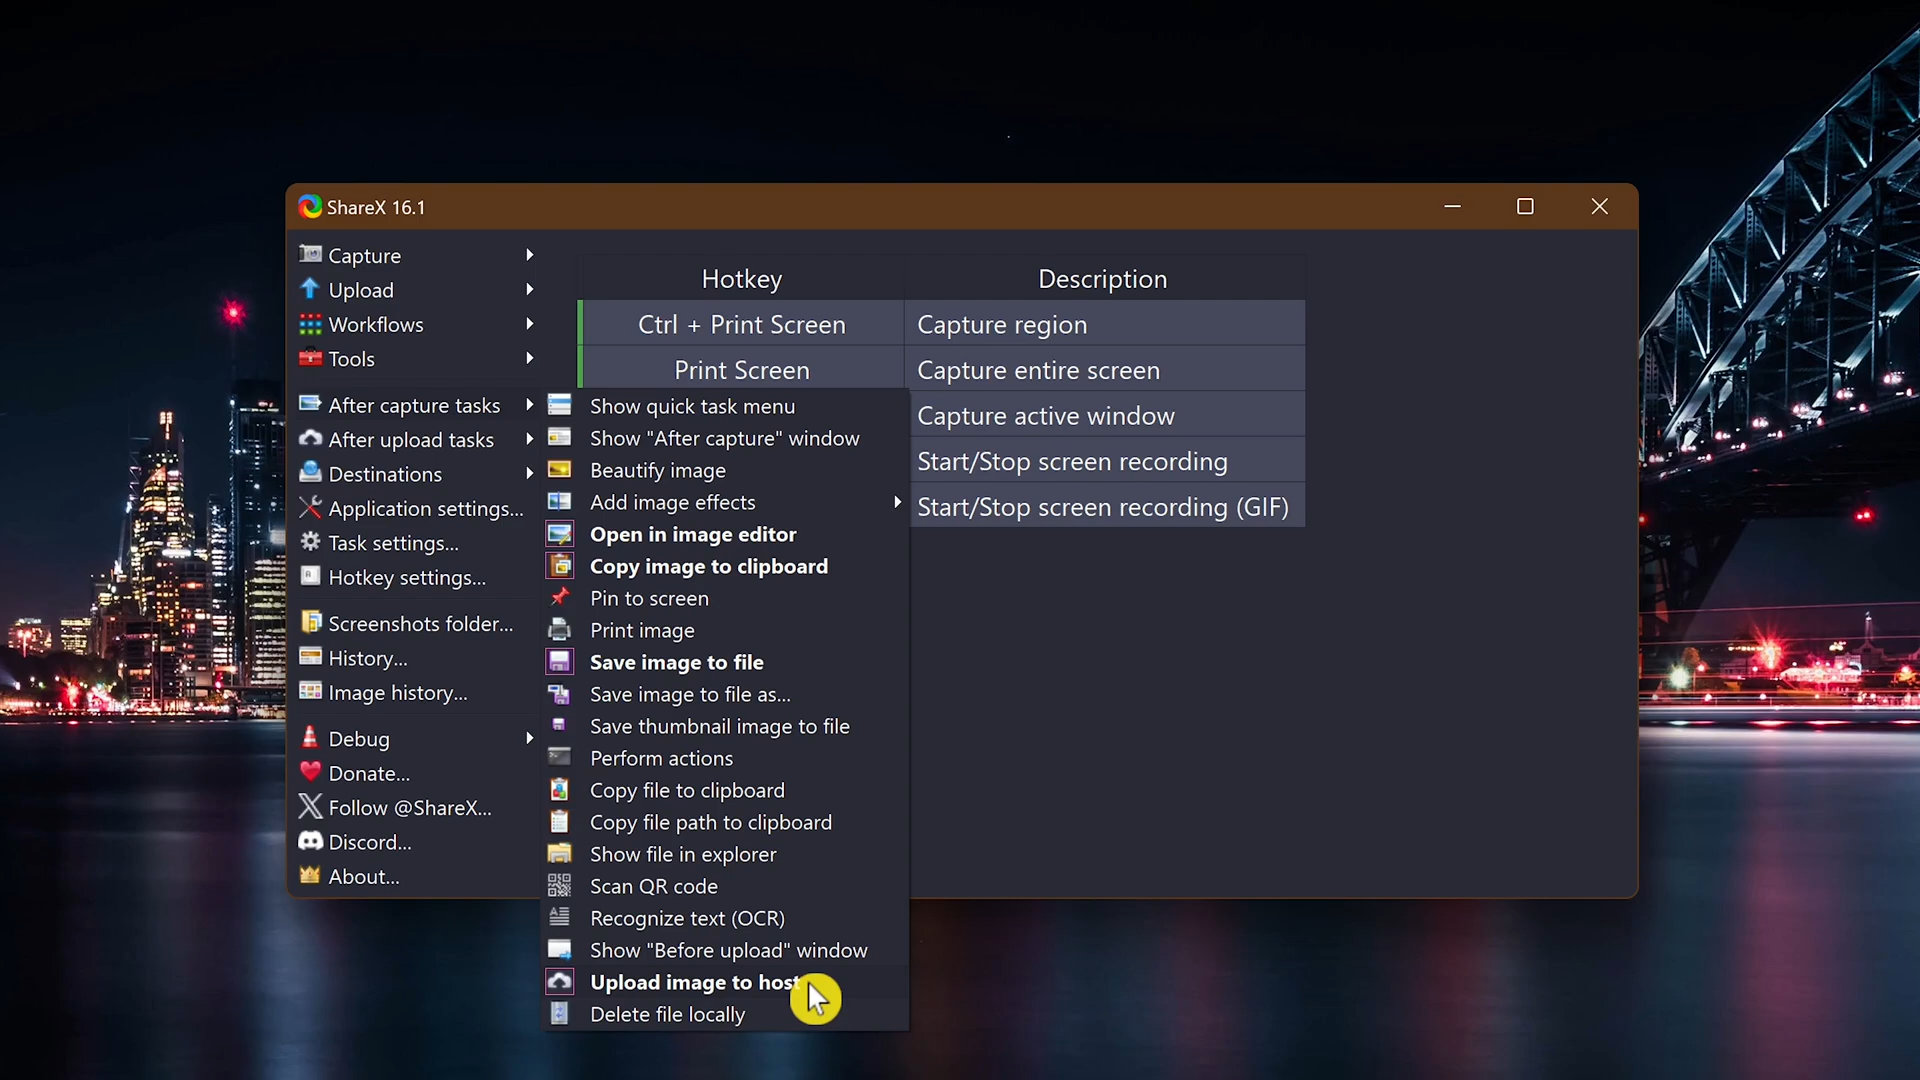 ShareX 16.1
Capture
Upload
Workflows
Tools
After capture tasks
After upload tasks
Destinations
Application settings...
Task settings...
Hotkey settings...
Screenshots folder...
History...
Image history...
Debug
Donate...
Follow @ShareX...
Discord...
About...
Hotkey Description
Ctrl + Print Screen Capture region
Print Screen Capture entire screen
Capture active window
Start/Stop screen recording
Start/Stop screen recording (GIF)
Show quick task menu
Show "After capture" window
Beautify image
Add image effects
Open in image editor
Copy image to clipboard
Pin to screen
Print image
Save image to file
Save image to file as...
Save thumbnail image to file
Perform actions
Copy file to clipboard
Copy file path to clipboard
Show file in explorer
Scan QR code
Recognize text (OCR)
Show "Before upload" window
Upload image to host
Delete file locally